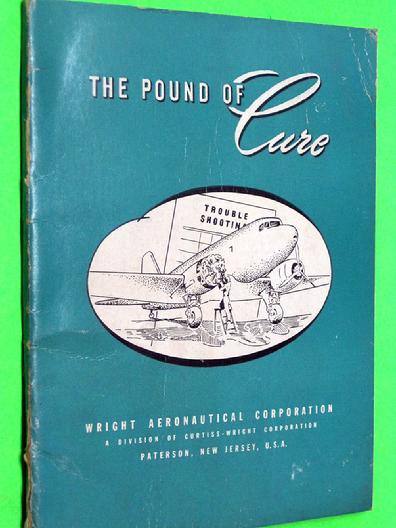 THE POUND OF Cure
TROUBLE
SHOOTIN
WRIGHT AERONAUTICAL CORPORATION
A DIVISION OF CURTISS-WRIGHT CORPORATION
PATERSON, NEW JERSEY, U.S.A.